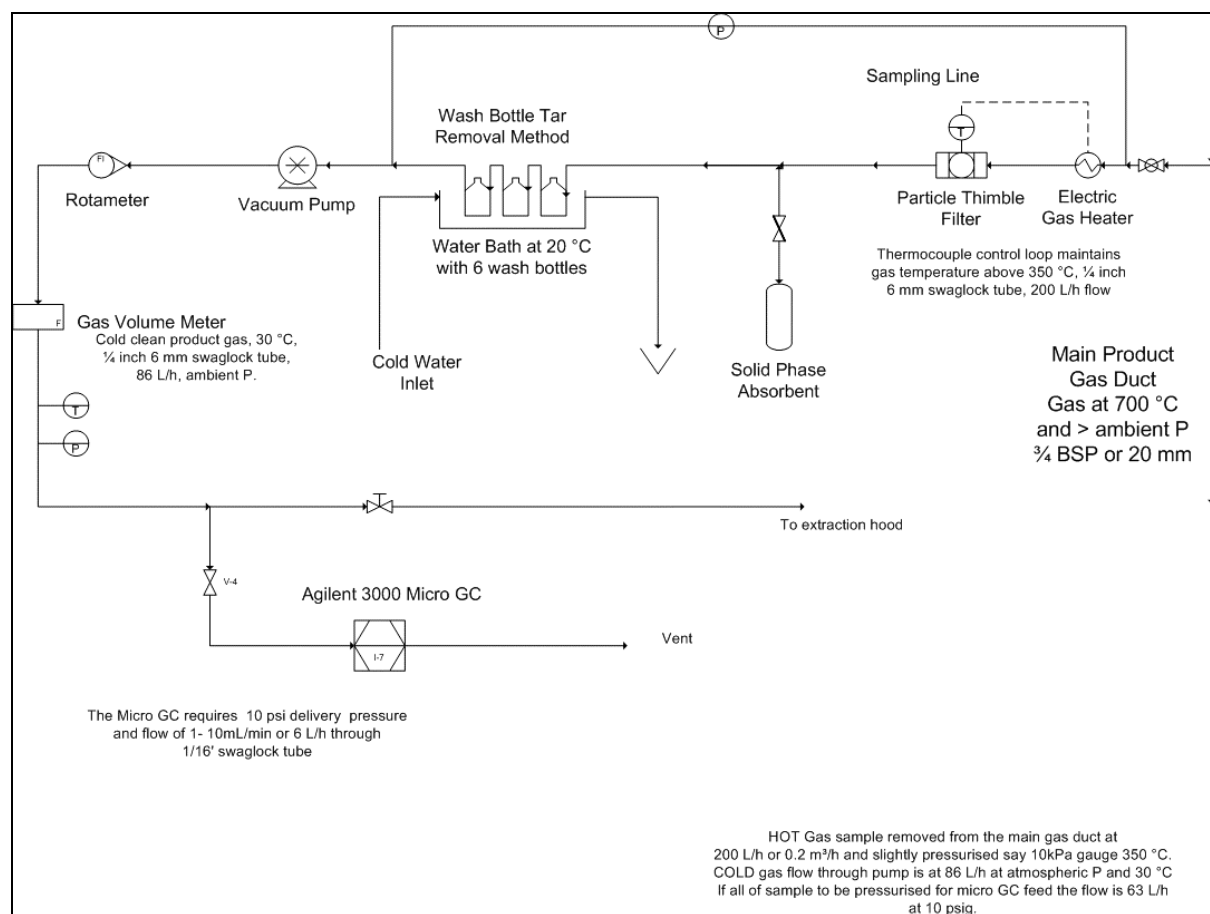 P
Sampling Line
Wash Bottle Tar
Removal Method
T
FI
Rotameter
Vacuum Pump
Particle Thimble
Filter
Electric
Gas Heater
Water Bath at 20 °C
with 6 wash bottles
Thermocouple control loop maintains
gas temperature above 350 °C, ¼ inch
6 mm swaglock tube, 200 L/h flow
F
Gas Volume Meter
Cold clean product gas, 30 °C,
¼ inch 6 mm swaglock tube,
86 L/h, ambient P.
Cold Water
Inlet
Solid Phase
Absorbent
Main Product
Gas Duct
Gas at 700 °C
and > ambient P
¾ BSP or 20 mm
T
P
To extraction hood
V-4
Agilent 3000 Micro GC
I-7
Vent
The Micro GC requires 10 psi delivery pressure
and flow of 1- 10mL/min or 6 L/h through
1/16' swaglock tube
HOT Gas sample removed from the main gas duct at
200 L/h or 0.2 m³/h and slightly pressurised say 10kPa gauge 350 °C.
COLD gas flow through pump is at 86 L/h at atmospheric P and 30 °C
If all of sample to be pressurised for micro GC feed the flow is 63 L/h
at 10 psig.